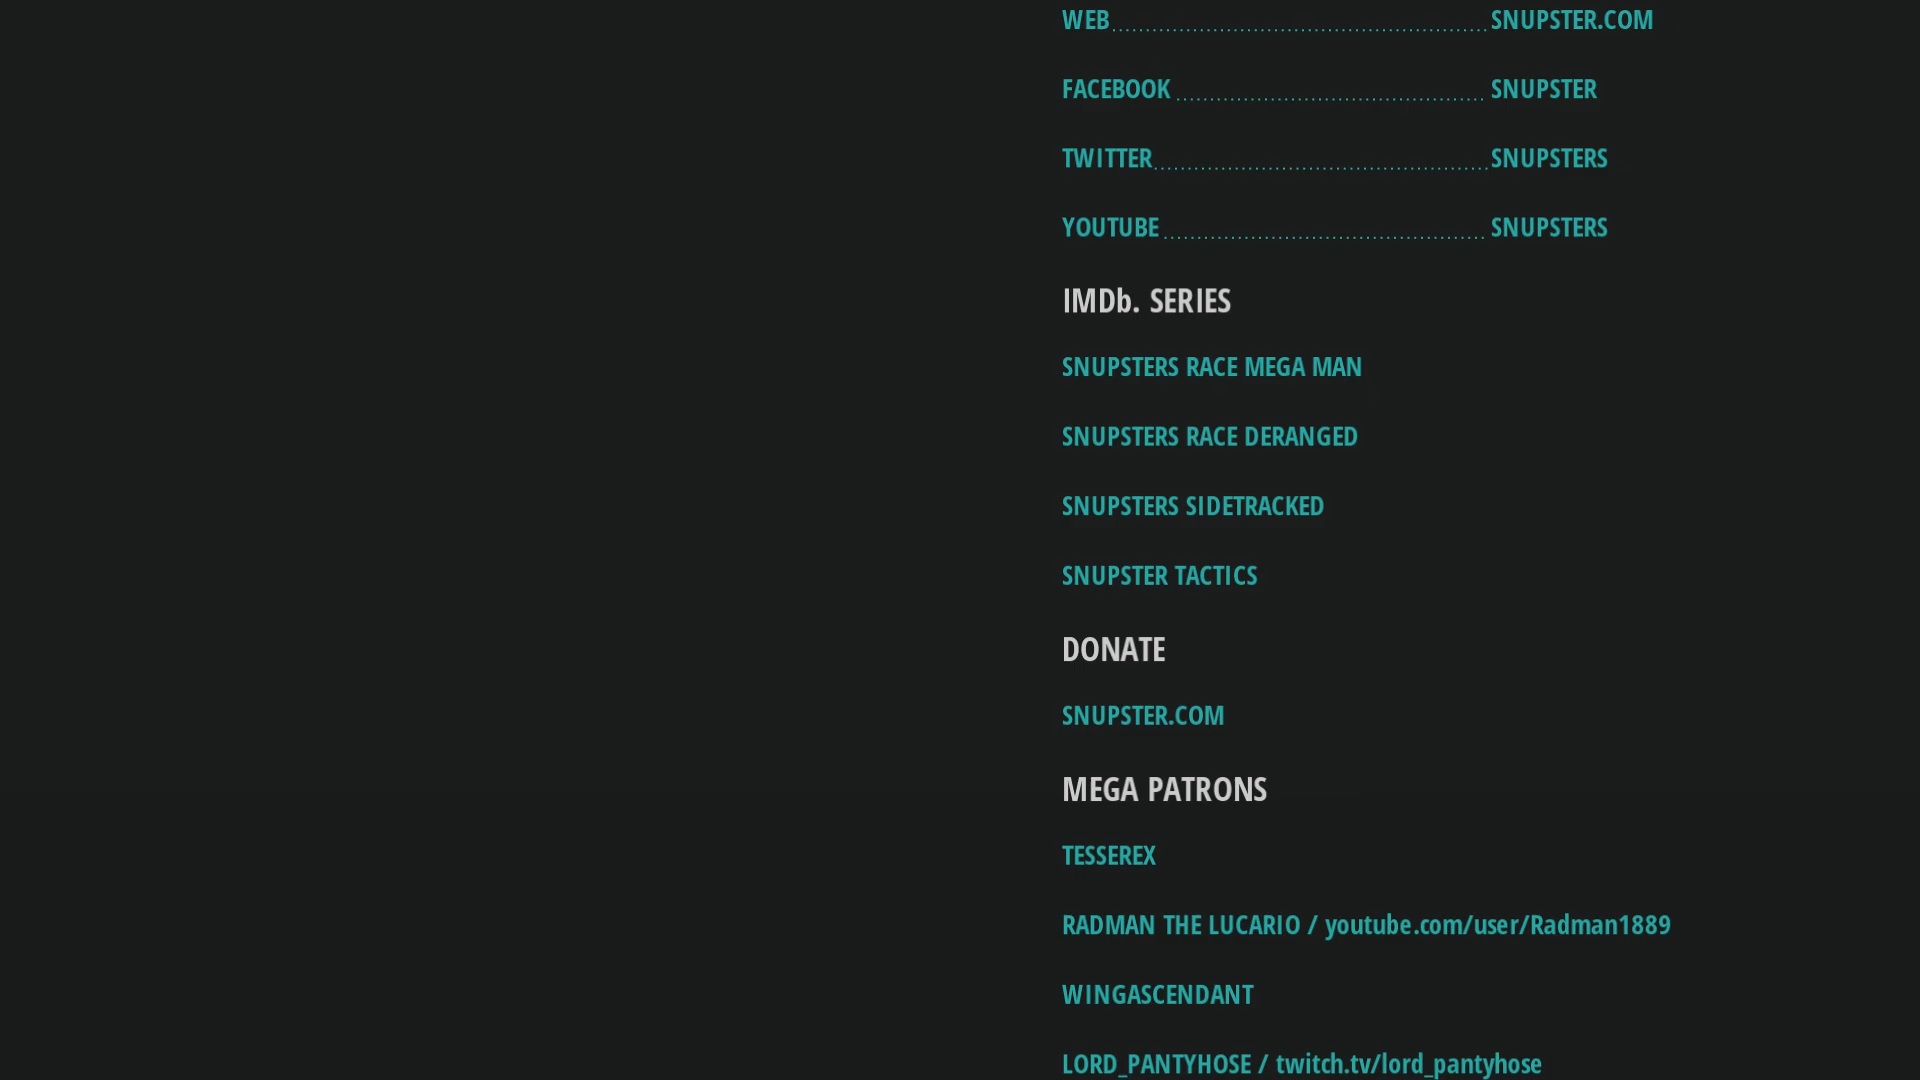 WEB SNUPSTER.COM
FACEBOOK SNUPSTER
TWITTER SNUPSTERS
YOUTUBE SNUPSTERS
IMDb. SERIES
SNUPSTERS RACE MEGA MAN
SNUPSTERS RACE DERANGED
SNUPSTERS SIDETRACKED
SNUPSTER TACTICS
DONATE
SNUPSTER.COM
MEGA PATRONS
TESSEREX
RADMAN THE LUCARIO / youtube.com/user/Radman1889
WINGASCENDANT
LORD_PANTYHOSE / twitch.tv/lord_pantyhose